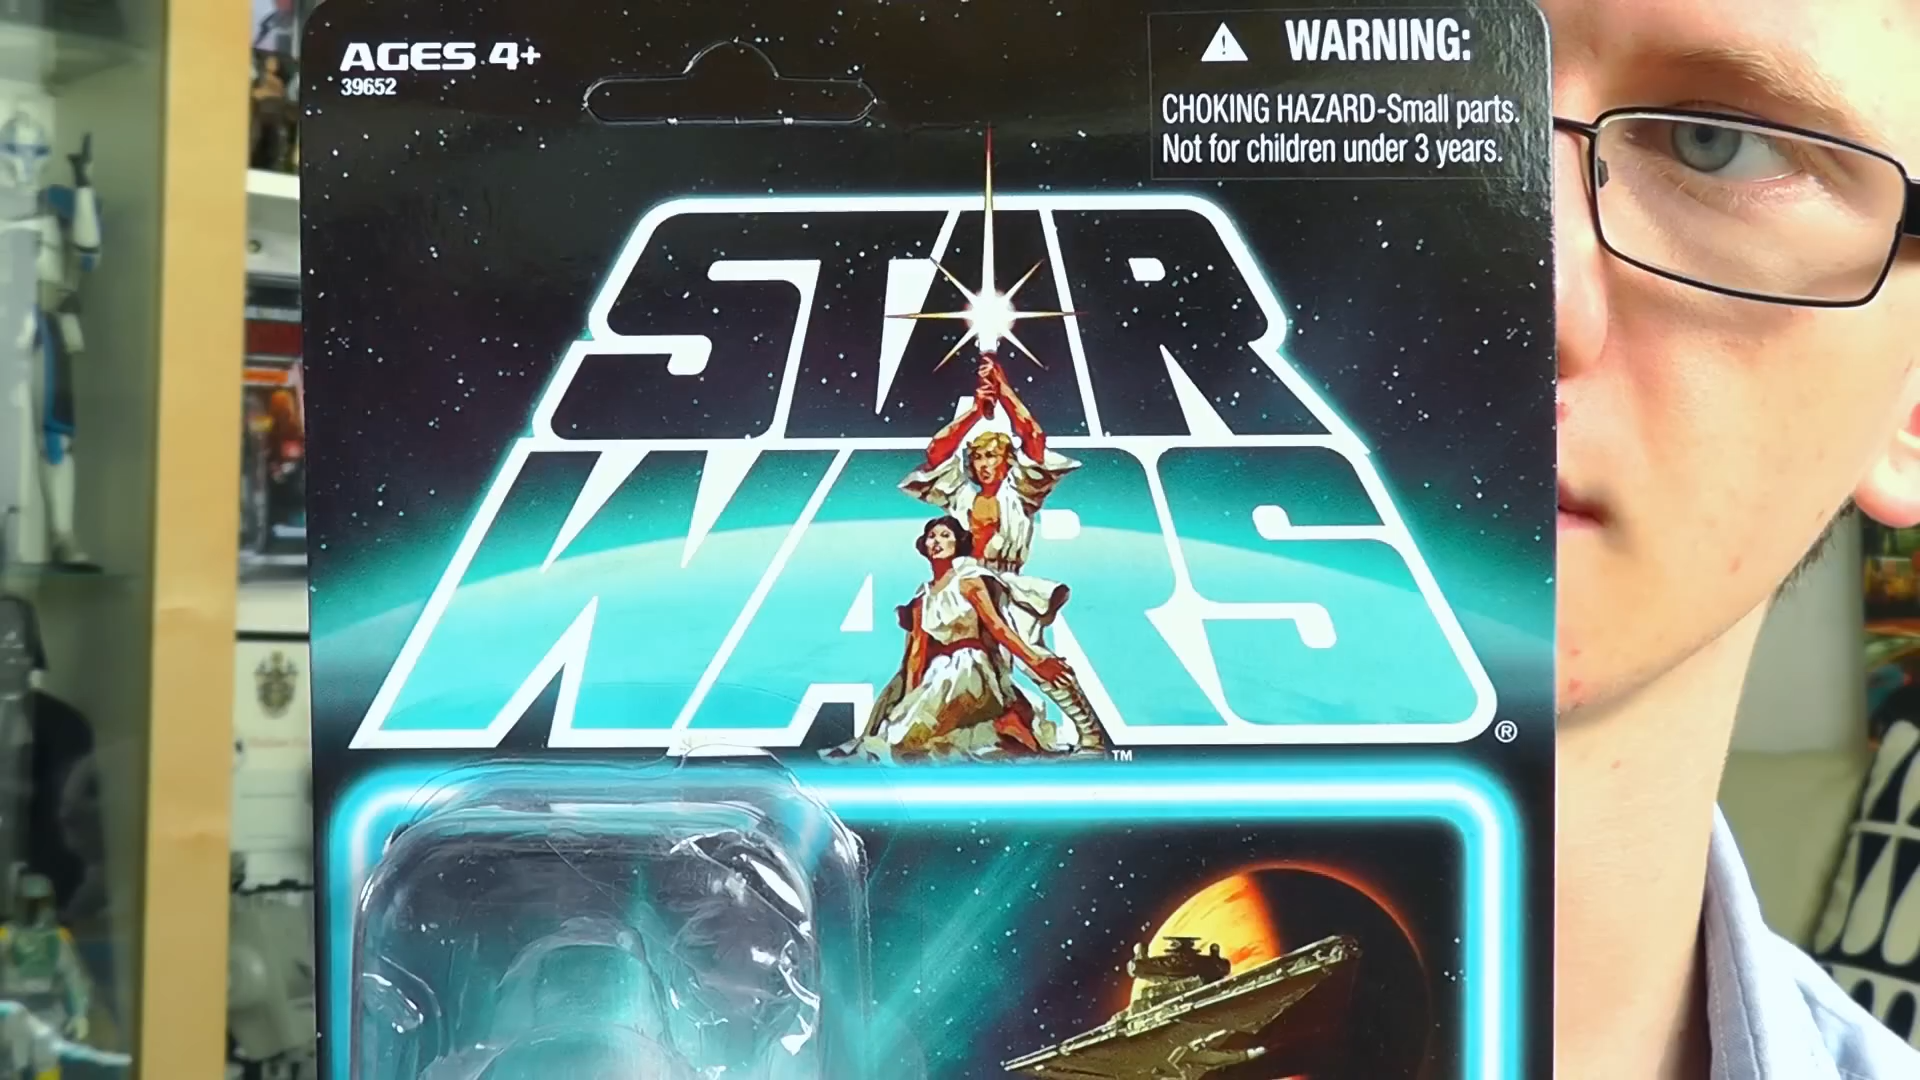 AGES 4+
39652
WARNING:
CHOKING HAZARD-Small parts.
Not for children under 3 years.
STAR
WARS
®
TM